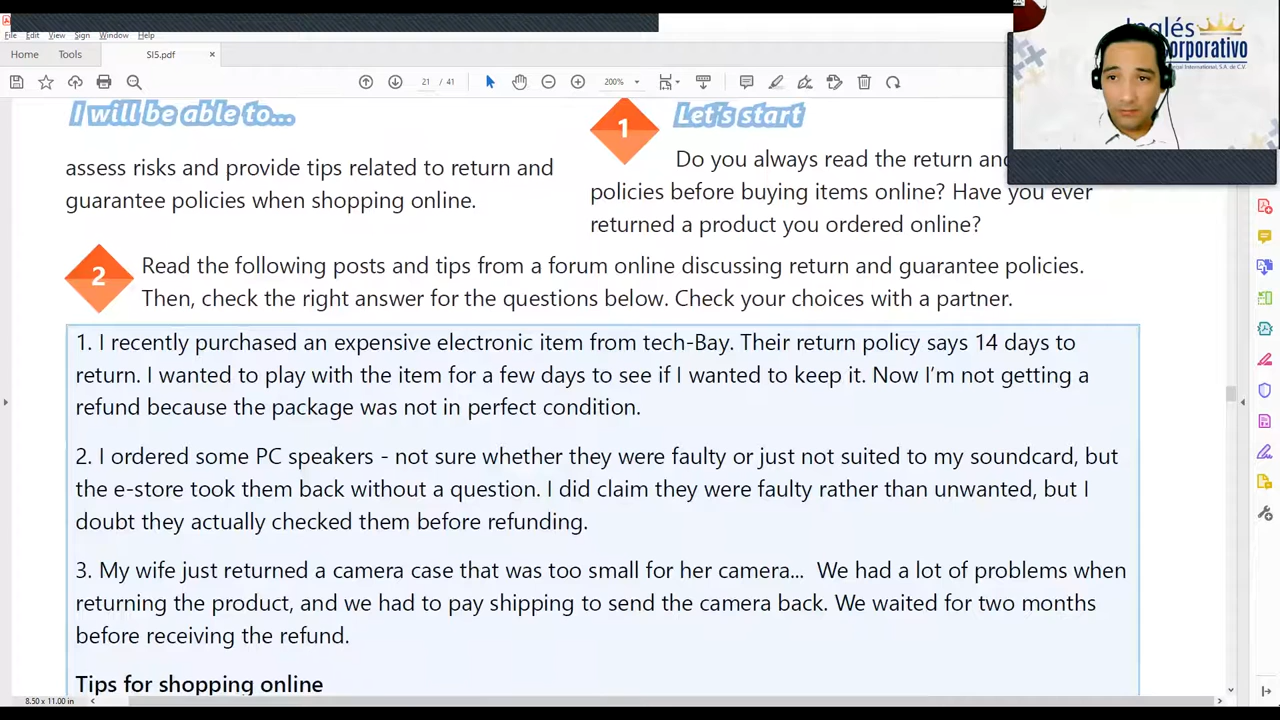 File Edit View Sign Window Help
Home Tools SI5.pdf ×
21 / 41 200%
I will be able to...
assess risks and provide tips related to return and
guarantee policies when shopping online.
1 Let's start
Do you always read the return and
policies before buying items online? Have you ever
returned a product you ordered online?
2 Read the following posts and tips from a forum online discussing return and guarantee policies.
Then, check the right answer for the questions below. Check your choices with a partner.
1. I recently purchased an expensive electronic item from tech-Bay. Their return policy says 14 days to
return. I wanted to play with the item for a few days to see if I wanted to keep it. Now I'm not getting a
refund because the package was not in perfect condition.
2. I ordered some PC speakers - not sure whether they were faulty or just not suited to my soundcard, but
the e-store took them back without a question. I did claim they were faulty rather than unwanted, but I
doubt they actually checked them before refunding.
3. My wife just returned a camera case that was too small for her camera... We had a lot of problems when
returning the product, and we had to pay shipping to send the camera back. We waited for two months
before receiving the refund.
Tips for shopping online
8.50 x 11.00 in
Inglés
orporativo
International, S.A. de C.V.